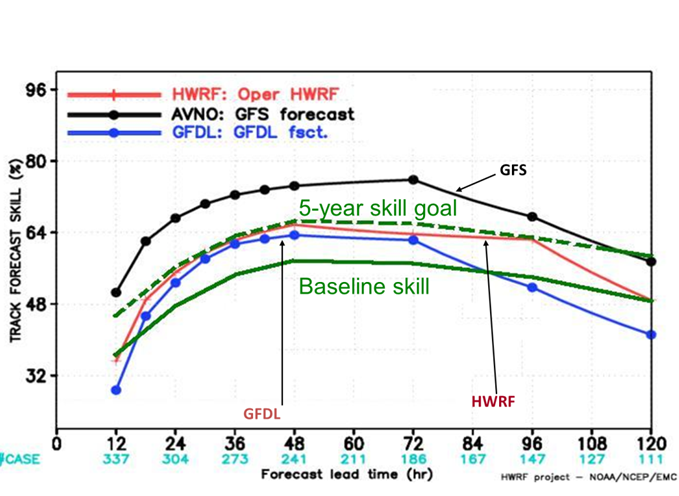 96
80
64
48
32
TRACK FORECAST SKILL (%)
HWRF: Oper HWRF
AVNO: GFS forecast
GFDL: GFDL fsct.
GFS
5-year skill goal
Baseline skill
GFDL
HWRF
0 12 24 36 48 60 72 84 96 108 120
#CASE 337 304 273 241 211 186 167 147 127 111
Forecast lead time (hr)
HWRF project – NOAA/NCEP/EMC